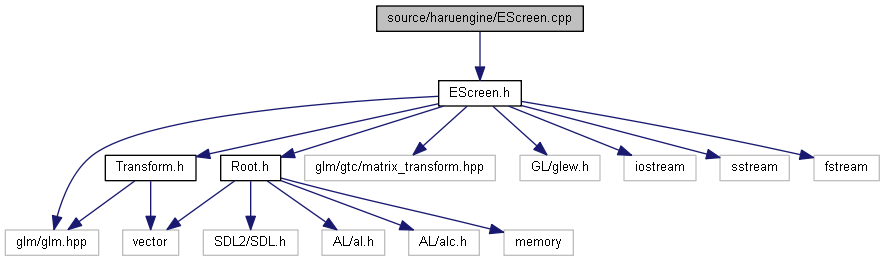 source/haruengine/EScreen.cpp
EScreen.h
Transform.h
Root.h
glm/gtc/matrix_transform.hpp
GL/glew.h
iostream
sstream
fstream
glm/glm.hpp
vector
SDL2/SDL.h
AL/al.h
AL/alc.h
memory